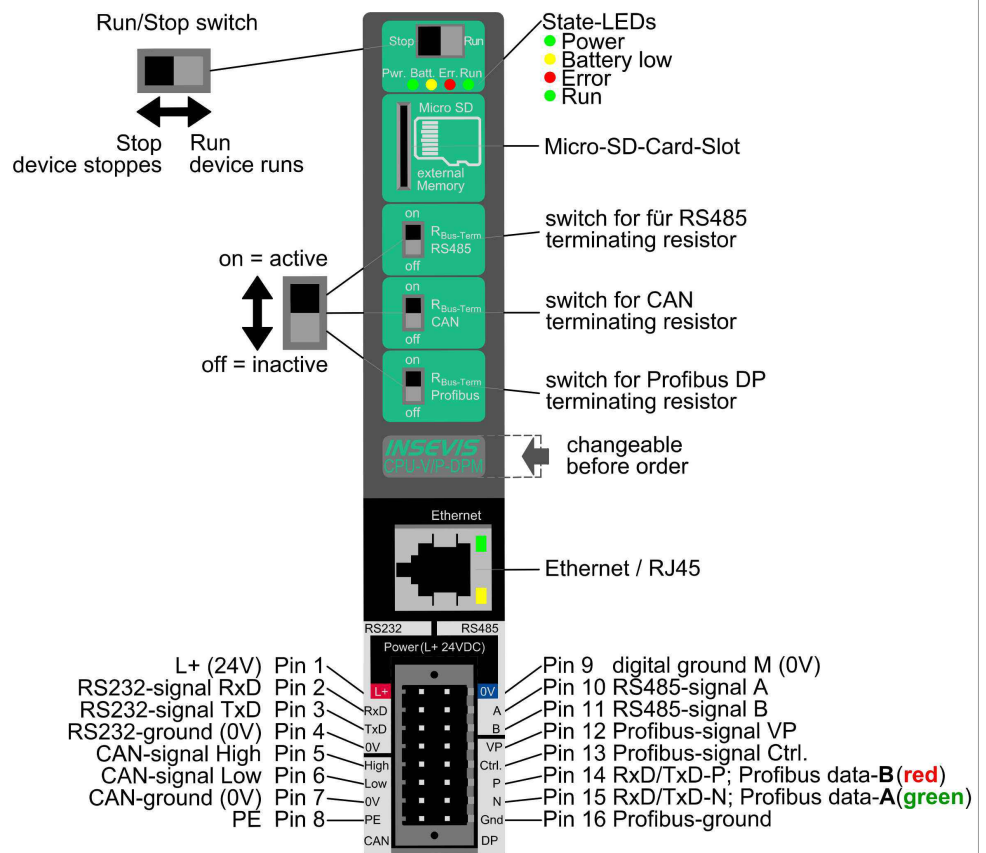 Run/Stop switch
Stop
device stoppes
Run
device runs
State-LEDs
Power
Battery low
Error
Run
Stop
Run
Pwr. Batt. Err. Run
Micro SD
external
Memory
Micro-SD-Card-Slot
on
R Bus-Term
RS485
off
switch for für RS485
terminating resistor
on = active
off = inactive
on
R Bus-Term
CAN
off
switch for CAN
terminating resistor
on
R Bus-Term
Profibus
off
switch for Profibus DP
terminating resistor
INSEVIS
CPU-V/P-DPM
changeable
before order
Ethernet
Ethernet / RJ45
RS232
RS485
Power (L+ 24VDC)
L+ (24V) Pin 1
RS232-signal RxD Pin 2
RS232-signal TxD Pin 3
RS232-ground (0V) Pin 4
CAN-signal High Pin 5
CAN-signal Low Pin 6
CAN-ground (0V) Pin 7
PE Pin 8
L+
RxD
TxD
0V
High
Low
0V
PE
CAN
0V
A
B
VP
Ctrl.
P
N
Gnd
DP
Pin 9 digital ground M (0V)
Pin 10 RS485-signal A
Pin 11 RS485-signal B
Pin 12 Profibus-signal VP
Pin 13 Profibus-signal Ctrl.
Pin 14 RxD/TxD-P; Profibus data-B(red)
Pin 15 RxD/TxD-N; Profibus data-A(green)
Pin 16 Profibus-ground